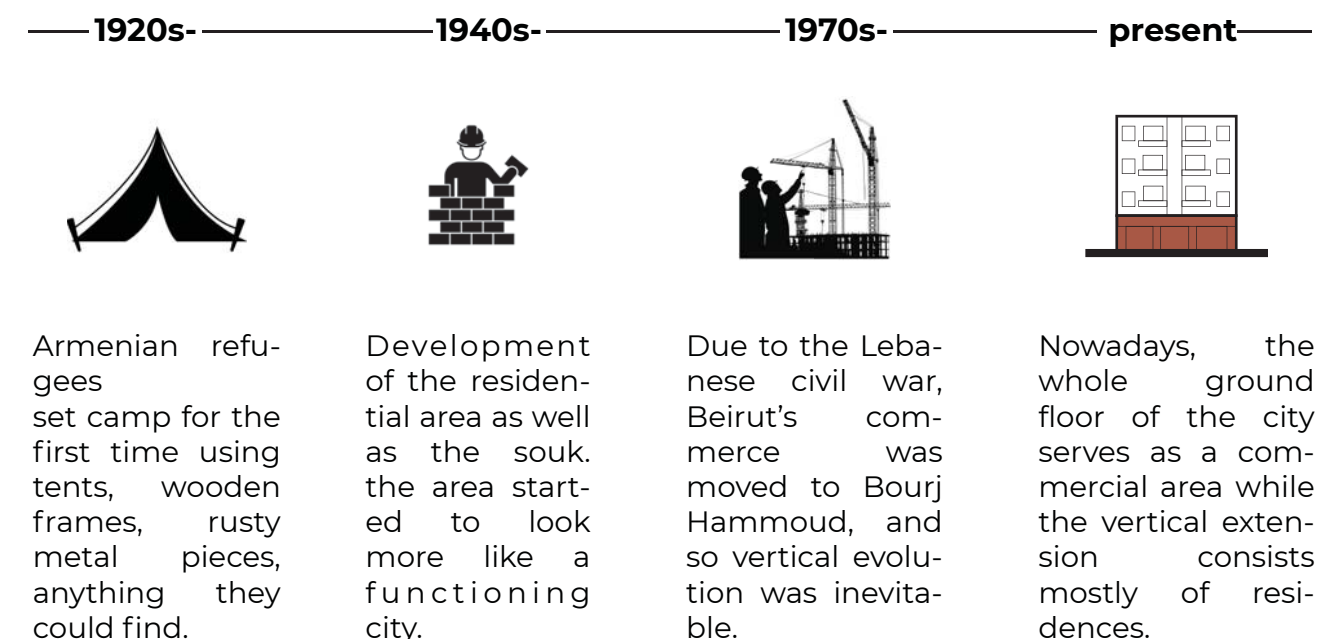 1920s-
1940s-
1970s-
present
Armenian refu-
gees
set camp for the
first time using
tents, wooden
frames, rusty
metal pieces,
anything they
could find.
Development
of the residen-
tial area as well
as the souk.
the area start-
ed to look
more like a
functioning
city.
Due to the Leba-
nese civil war,
Beirut’s com-
merce was
moved to Bourj
Hammoud, and
so vertical evolu-
tion was inevita-
ble.
Nowadays, the
whole ground
floor of the city
serves as a com-
mercial area while
the vertical exten-
sion consists
mostly of resi-
dences.